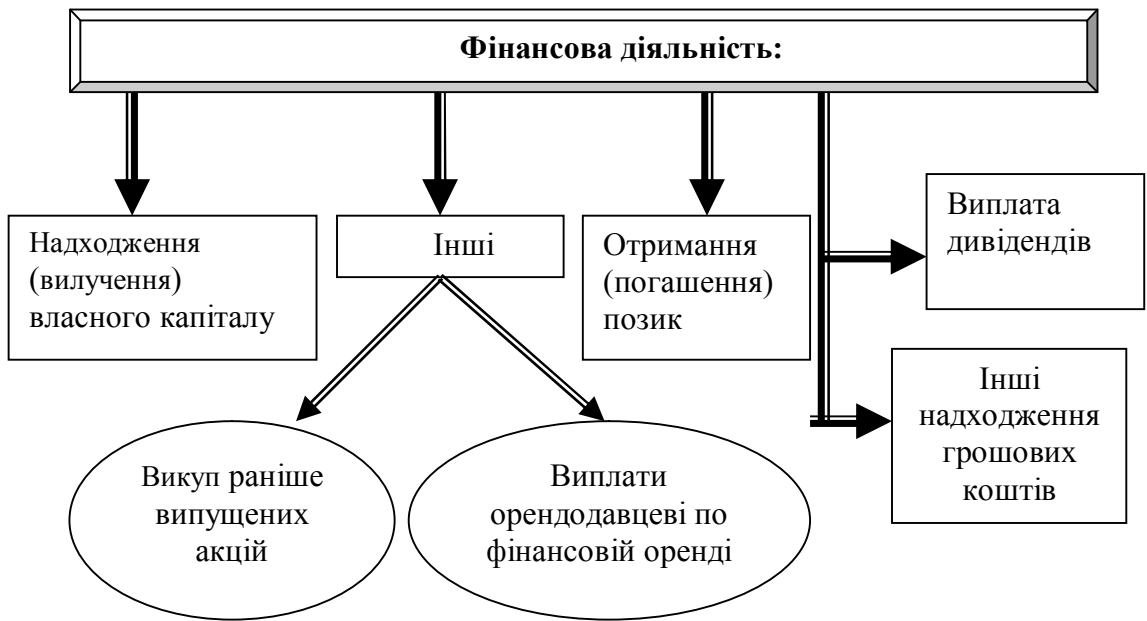 Фінансова діяльність:
Надходження
(вилучення)
власного капіталу
Інші
Отримання
(погашення)
позик
Виплата
дивідендів
Інші
надходження
грошових
коштів
Викуп раніше
випущених
акцій
Виплати
орендодавцеві по
фінансовій оренді